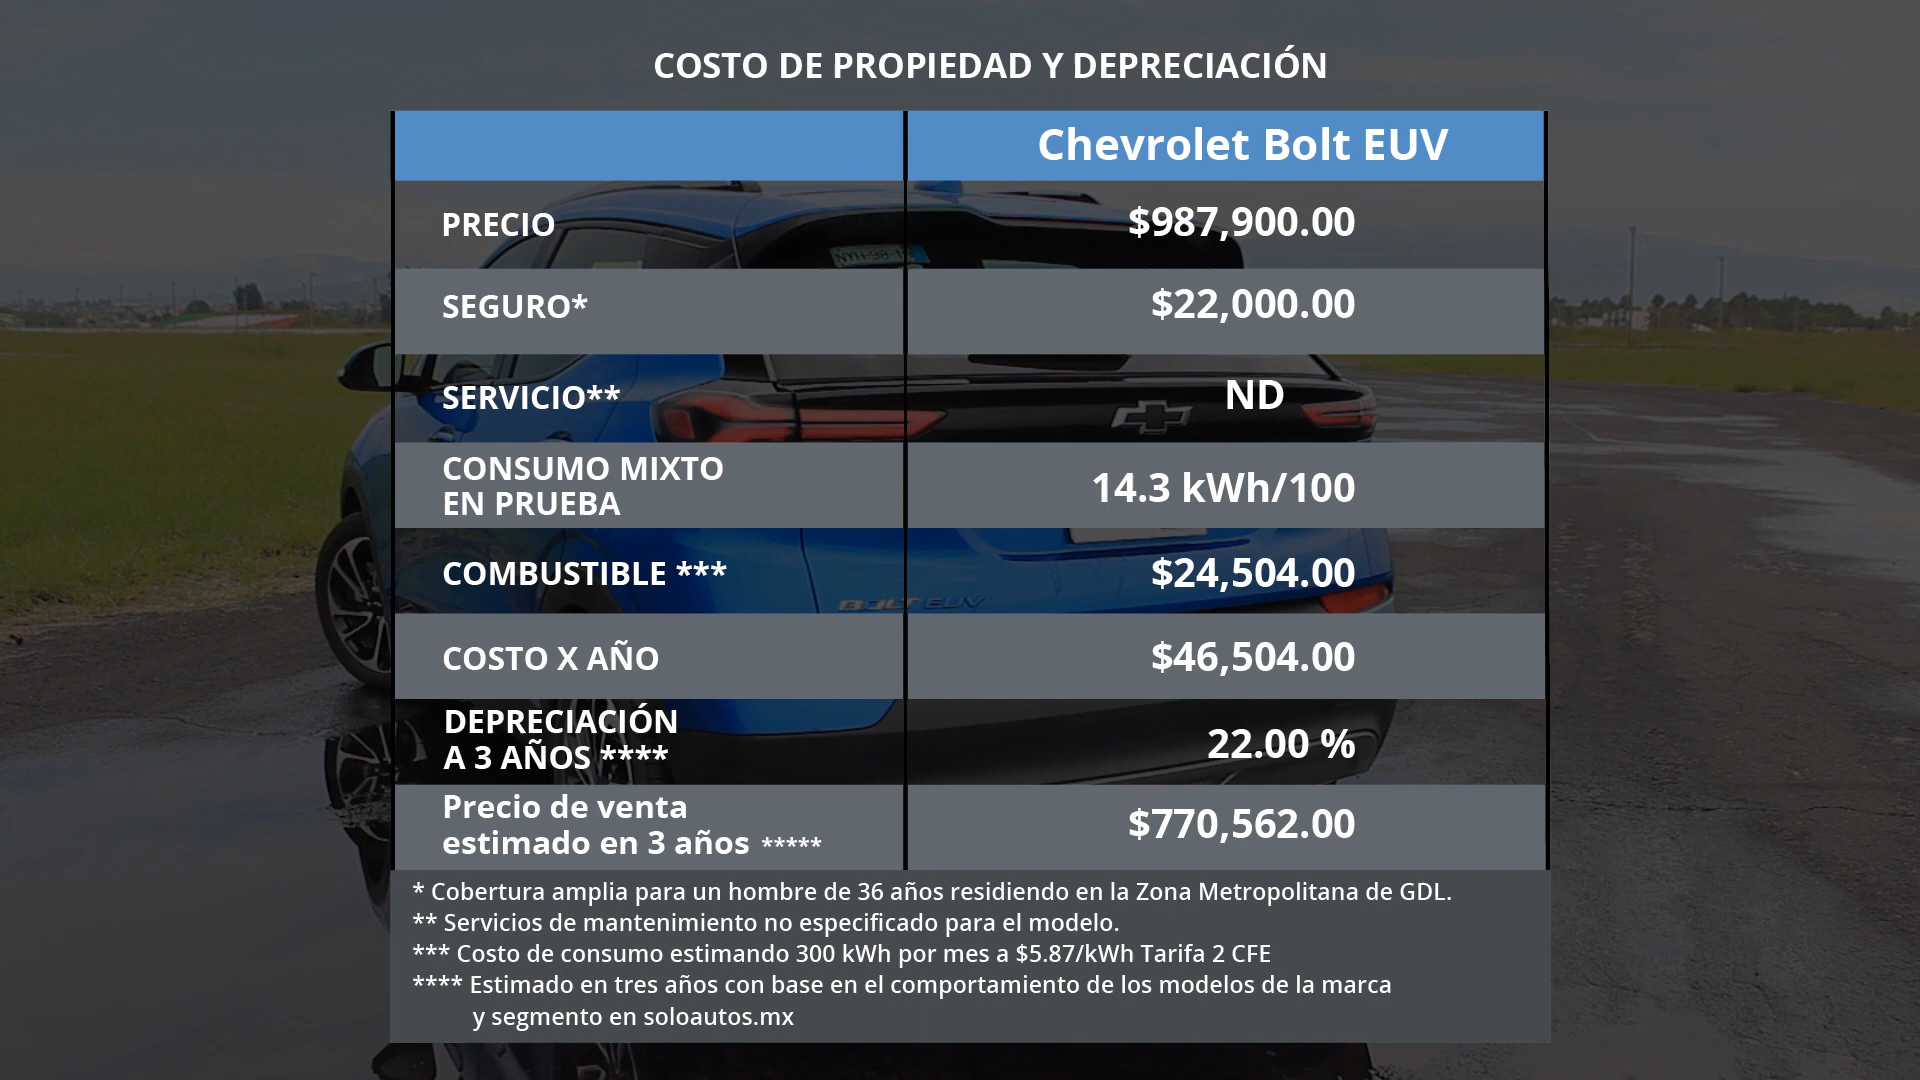 COSTO DE PROPIEDAD Y DEPRECIACIÓN
Chevrolet Bolt EUV
PRECIO $987,900.00
SEGURO* $22,000.00
SERVICIO** ND
CONSUMO MIXTO
EN PRUEBA 14.3 kWh/100
COMBUSTIBLE *** $24,504.00
COSTO X AÑO $46,504.00
DEPRECIACIÓN
A 3 AÑOS **** 22.00 %
Precio de venta
estimado en 3 años ***** $770,562.00
* Cobertura amplia para un hombre de 36 años residiendo en la Zona Metropolitana de GDL.
** Servicios de mantenimiento no especificado para el modelo.
*** Costo de consumo estimando 300 kWh por mes a $5.87/kWh Tarifa 2 CFE
**** Estimado en tres años con base en el comportamiento de los modelos de la marca
y segmento en soloautos.mx
BOLT EUV